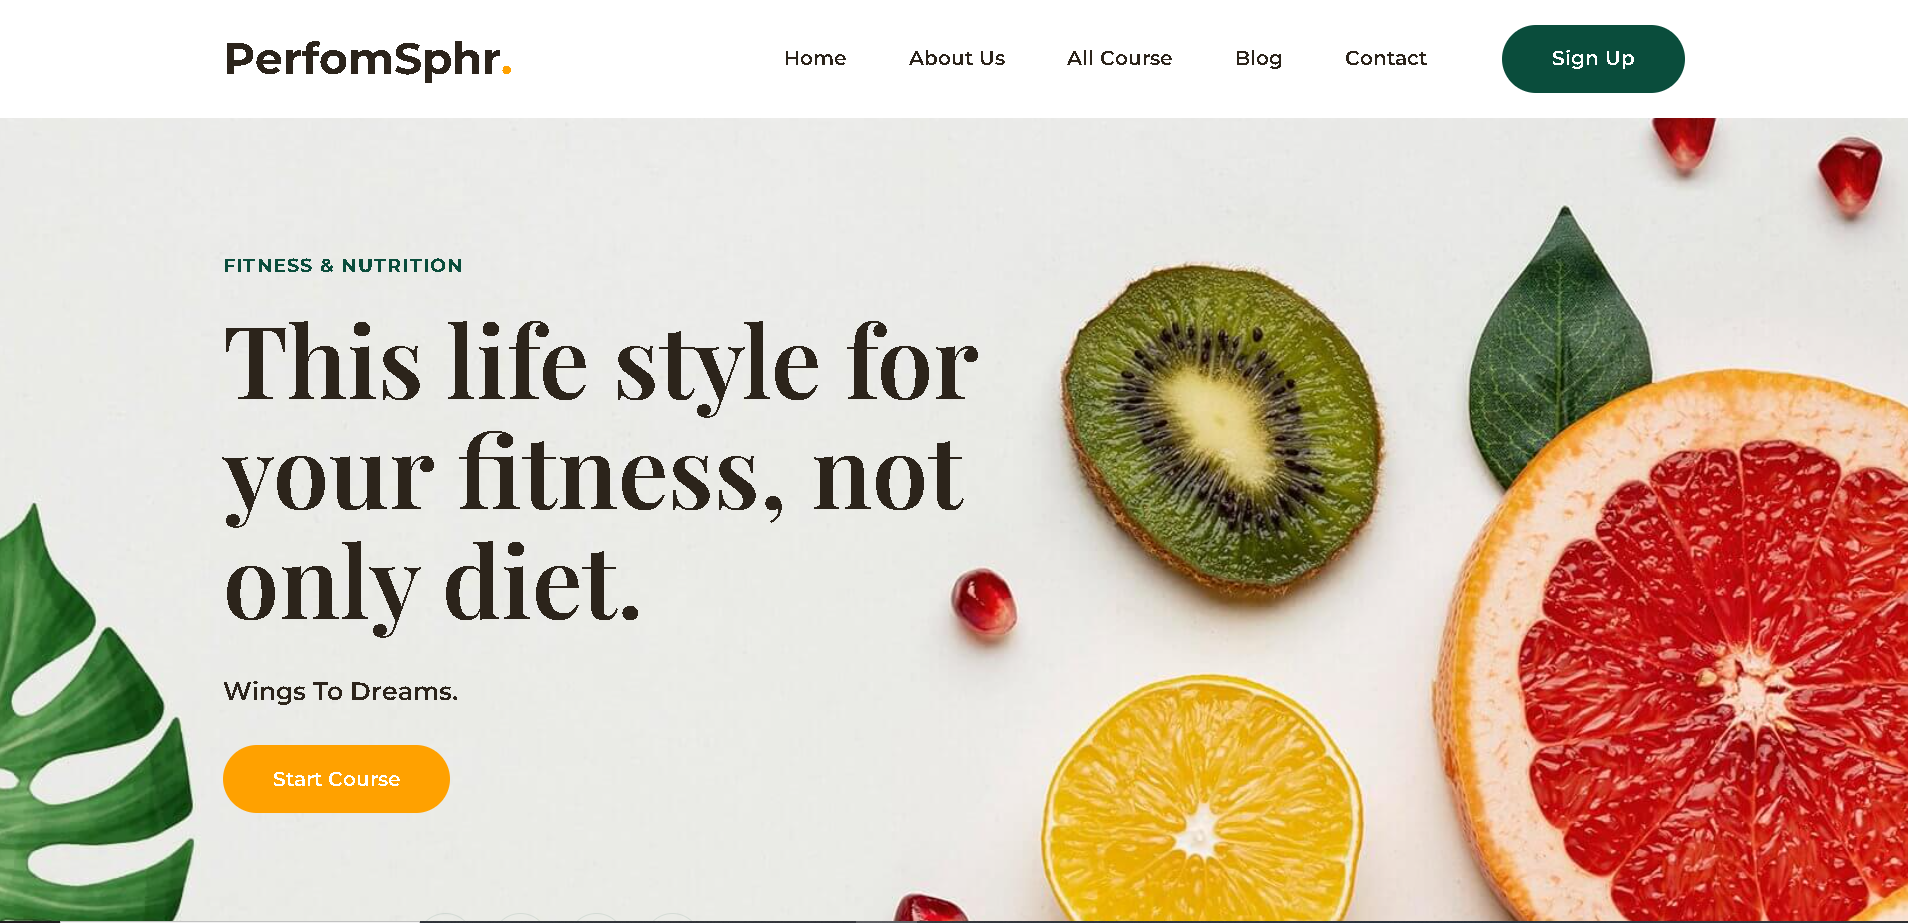 PerfomSphr.
Home
About Us
All Course
Blog
Contact
Sign Up
FITNESS & NUTRITION
This life style for
your fitness, not
only diet.
Wings To Dreams.
Start Course